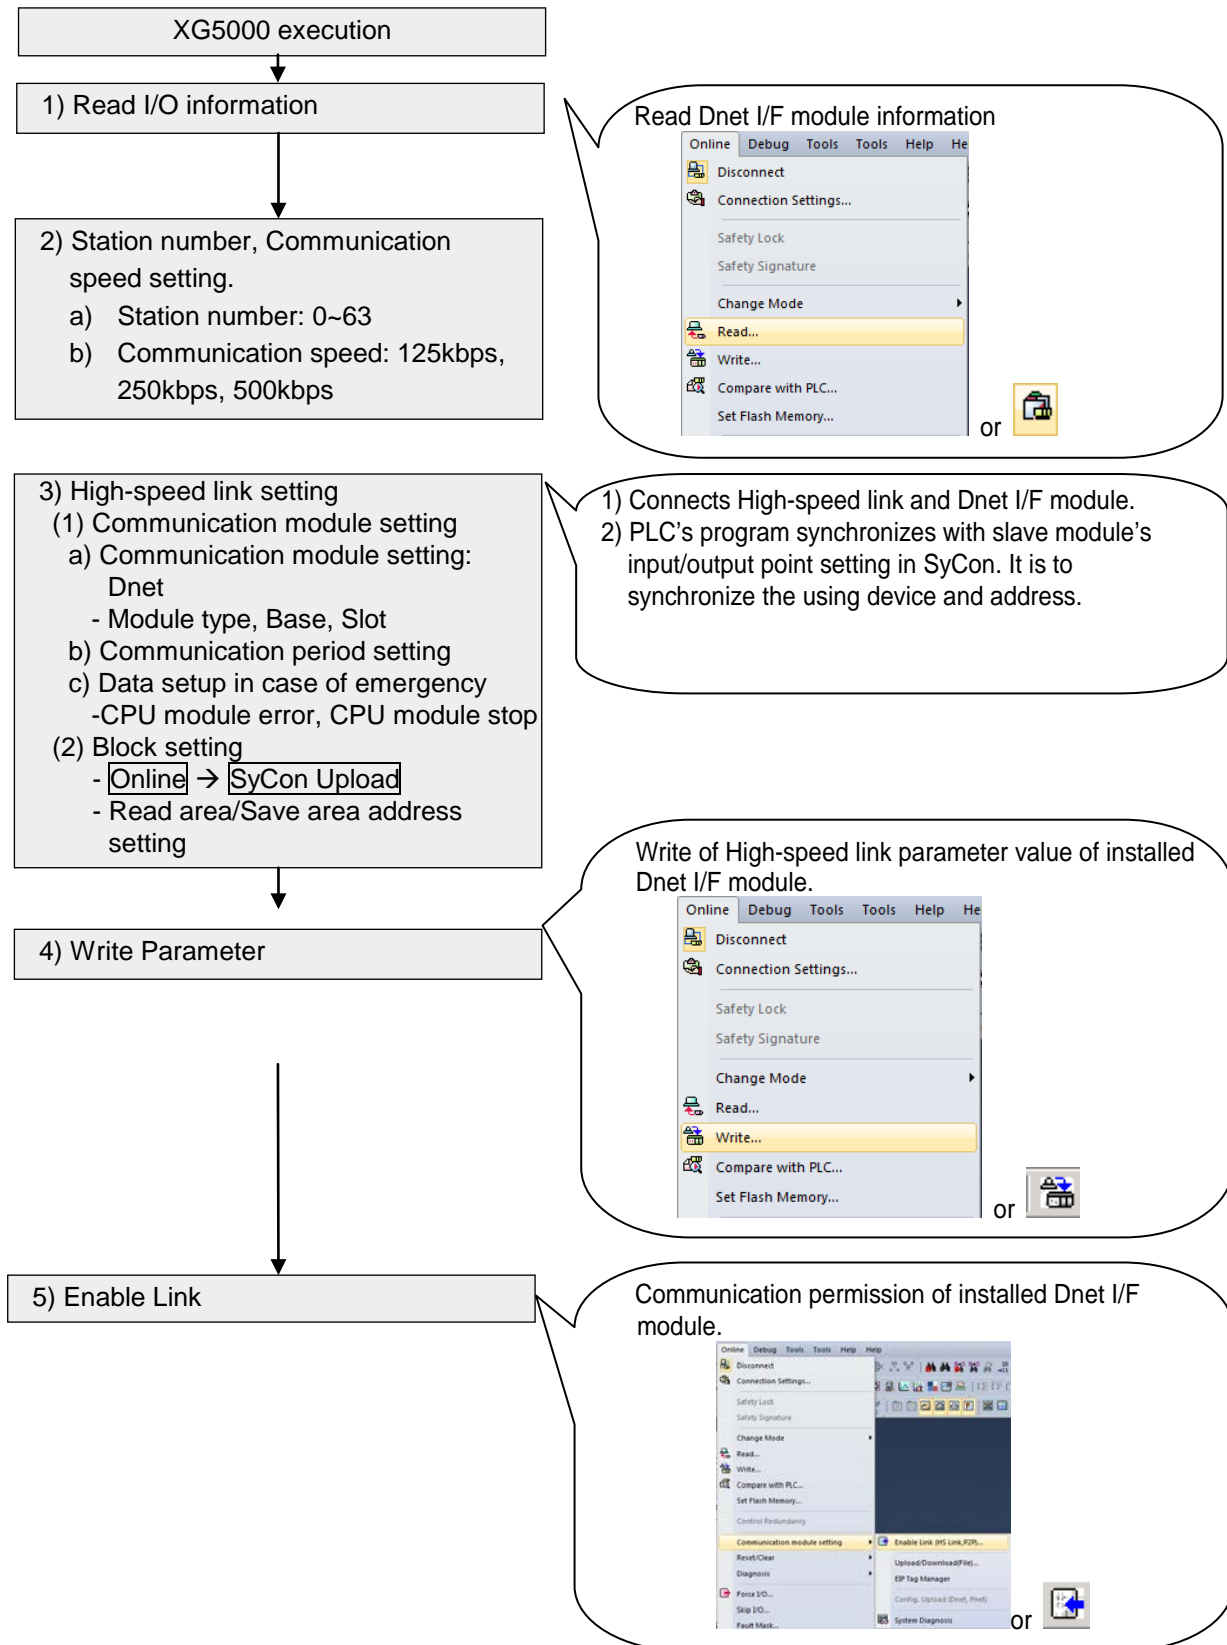 XG5000 execution
1) Read I/O information
2) Station number, Communication
speed setting.
a) Station number: 0~63
b) Communication speed: 125kbps,
250kbps, 500kbps
Read Dnet I/F module information
Online Debug Tools Tools Help He
Disconnect
Connection Settings...
Safety Lock
Safety Signature
Change Mode
Read...
Write...
Compare with PLC...
Set Flash Memory...
or
3) High-speed link setting
(1) Communication module setting
a) Communication module setting:
Dnet
- Module type, Base, Slot
b) Communication period setting
c) Data setup in case of emergency
-CPU module error, CPU module stop
(2) Block setting
- Online → SyCon Upload
- Read area/Save area address
setting
1) Connects High-speed link and Dnet I/F module.
2) PLC's program synchronizes with slave module's
input/output point setting in SyCon. It is to
synchronize the using device and address.
4) Write Parameter
Write of High-speed link parameter value of installed
Dnet I/F module.
Online Debug Tools Tools Help He
Disconnect
Connection Settings...
Safety Lock
Safety Signature
Change Mode
Read...
Write...
Compare with PLC...
Set Flash Memory...
or
5) Enable Link
Communication permission of installed Dnet I/F
module.
Online Debug Tools Tools Help Help
Disconnect
Connection Settings...
Safety Lock
Safety Signature
Change Mode
Read...
Write...
Compare with PLC...
Set Flash Memory...
Control Redundancy
Communication module setting
Enable Link (HS Link,P2P)...
Reset/Clear
Upload/Download(File)...
Diagnosis
EIP Tag Manager
Force I/O...
Config. Upload (Dnet, Pnet)
Skip I/O...
System Diagnosis
Fault Mask...
or